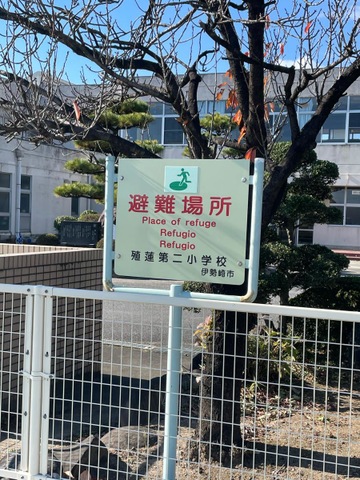 避難場所
Place of refuge
Refugio
Refugio
殖蓮第二小学校
伊勢崎市